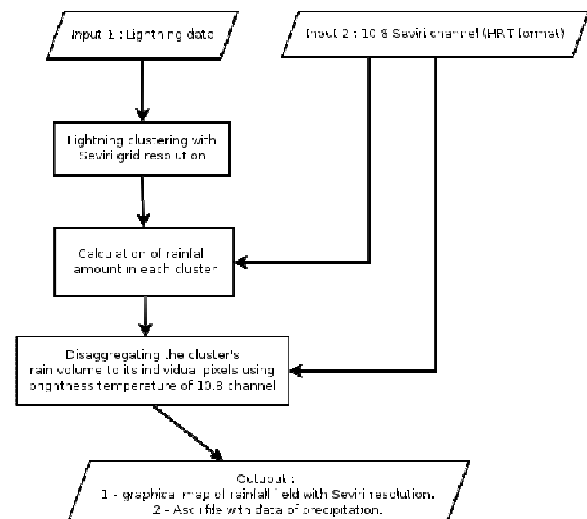 Input 1 : Lightning data
Input 2 : 10.8 Seviri channel (HRIT format)
Lightning clustering with
Seviri grid resolution
Calculation of rainfall
amount in each cluster
Disaggregating the cluster's
rain volume to its individual pixels using
brightness temperature of 10.8 channel
Output :
1 - graphical map of rainfall field with Seviri resolution.
2 - Ascii file with data of precipitation.